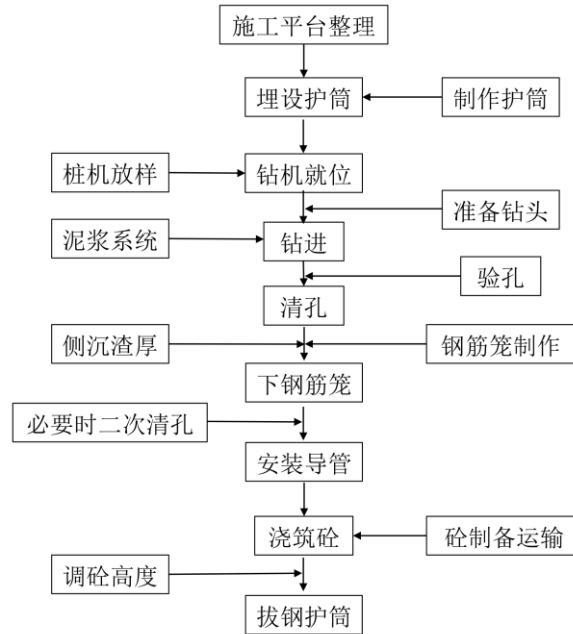 施工平台整理
埋设护筒
制作护筒
桩机放样
钻机就位
准备钻头
泥浆系统
钻进
验孔
清孔
侧沉渣厚
钢筋笼制作
下钢筋笼
必要时二次清孔
安装导管
浇筑砼
砼制备运输
调砼高度
拔钢护筒